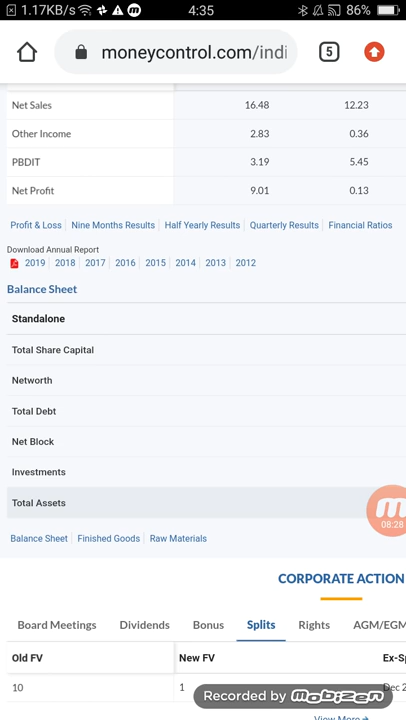 1.17KB/s 4:35 86%
moneycontrol.com/indi 5
Net Sales 16.48 12.23
Other Income 2.83 0.36
PBDIT 3.19 5.45
Net Profit 9.01 0.13
Profit & Loss Nine Months Results Half Yearly Results Quarterly Results Financial Ratios
Download Annual Report
2019 2018 2017 2016 2015 2014 2013 2012
Balance Sheet
Standalone
Total Share Capital
Networth
Total Debt
Net Block
Investments
Total Assets
08:28
Balance Sheet Finished Goods Raw Materials
CORPORATE ACTION
Board Meetings Dividends Bonus Splits Rights AGM/EGM
Old FV New FV Ex-Sp
10 1 Dec 2
Recorded by MOBIZEN
View More